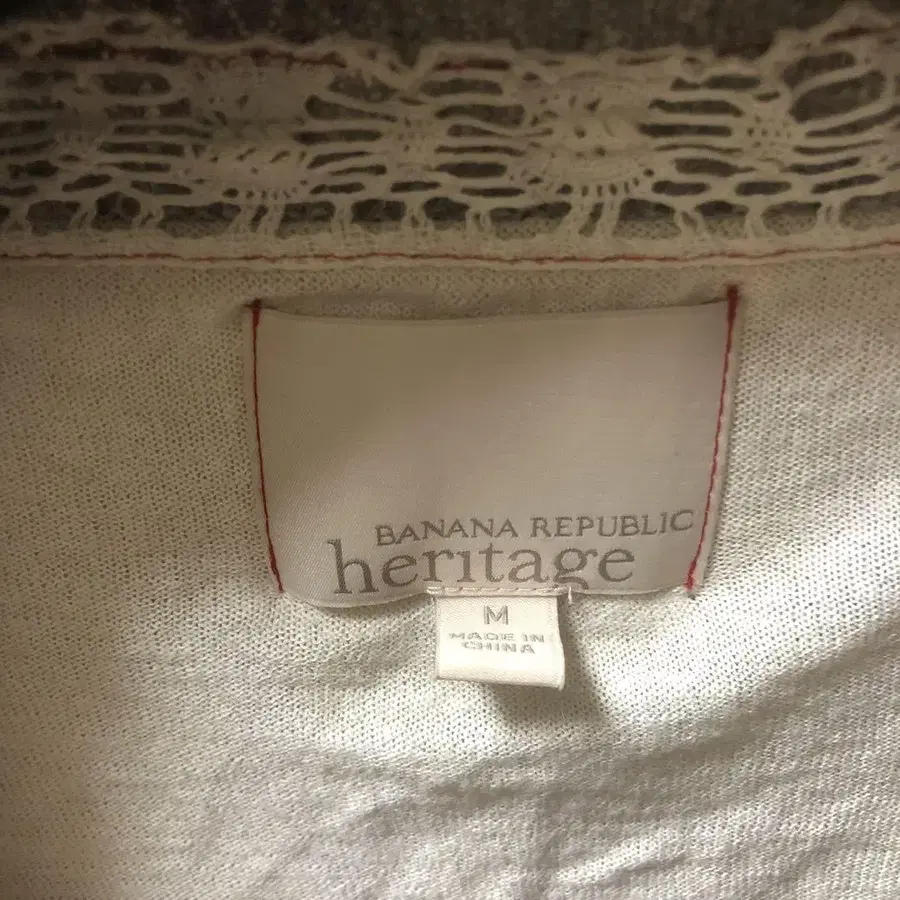 BANANA REPUBLIC
heritage
M
MADE IN
CHINA